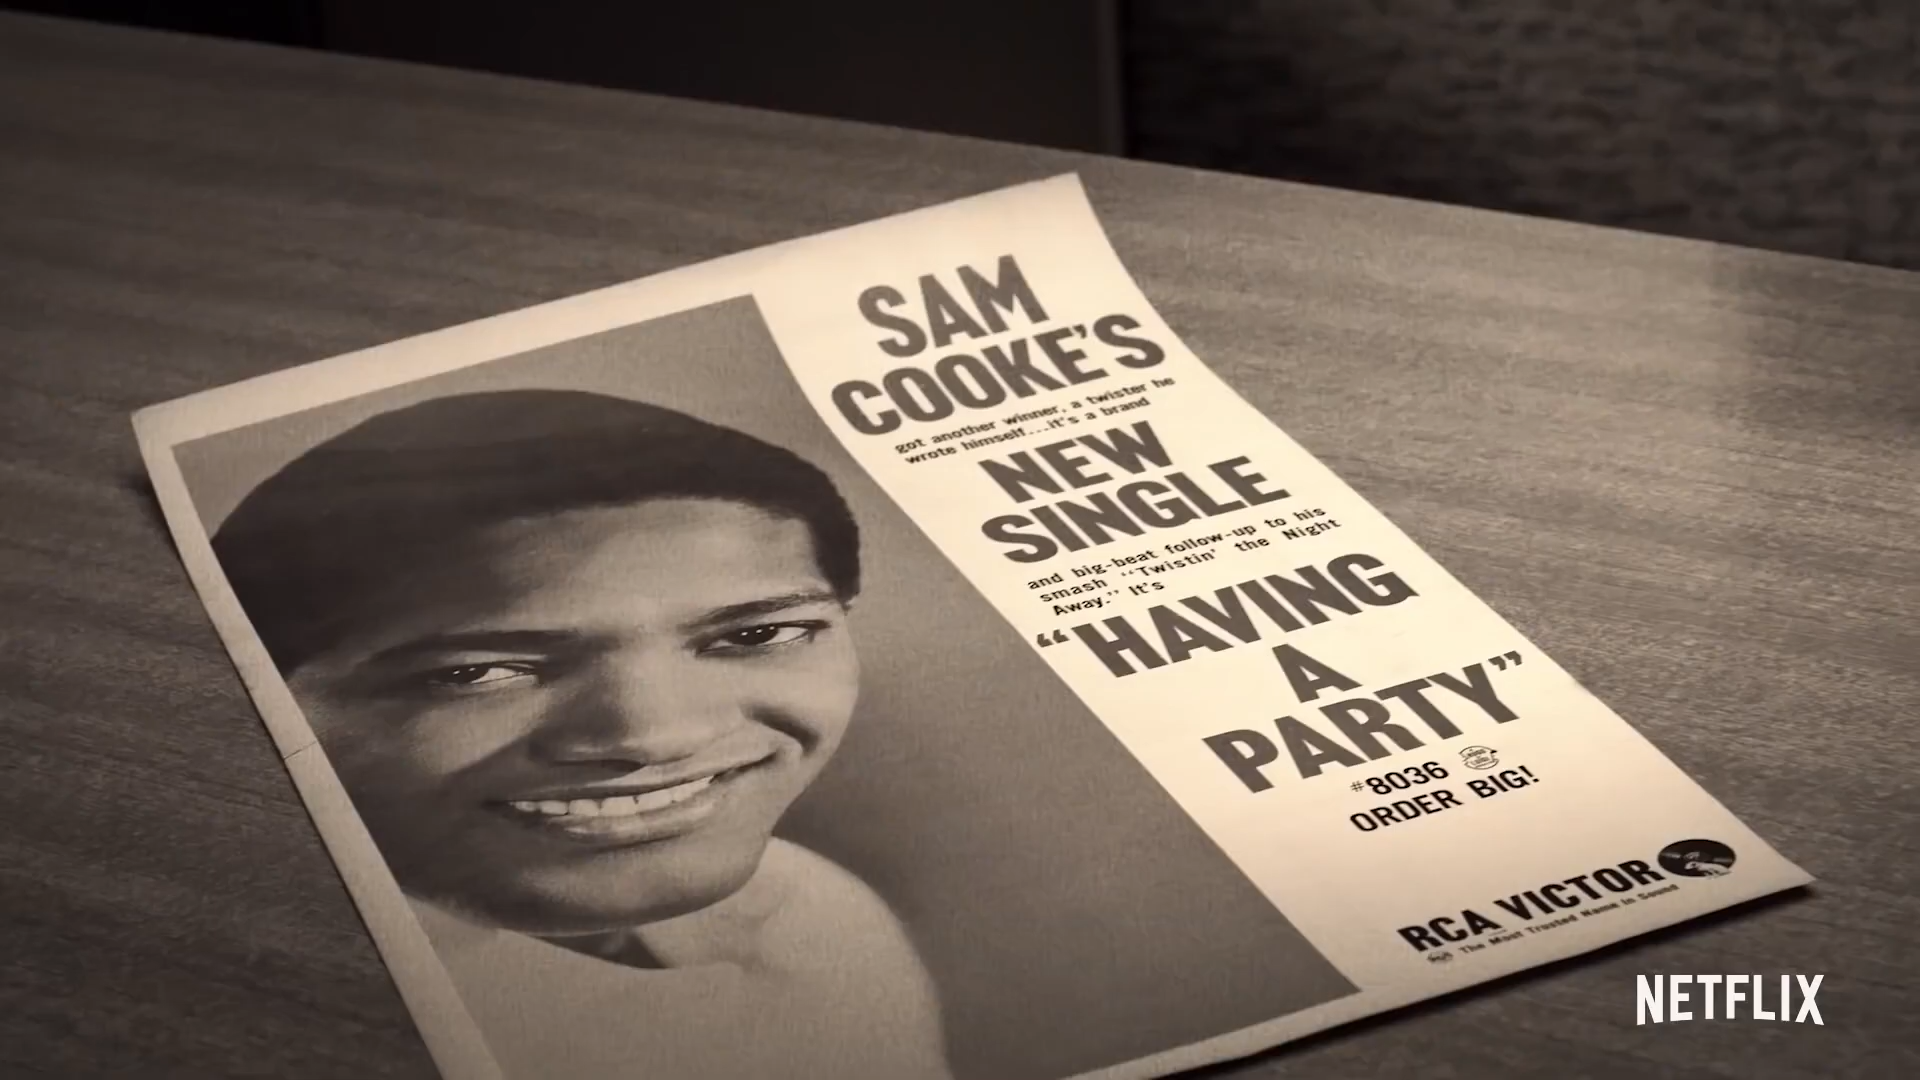 SAM
COOKE'S
got another winner, a twister he
wrote himself...it's a brand
NEW
SINGLE
and big-beat follow-up to his
smash "Twistin' the Night
Away." It's
"HAVING
A
PARTY"
#8036
ORDER BIG!
RCA VICTOR
The Most Trusted Name in Sound
NETFLIX